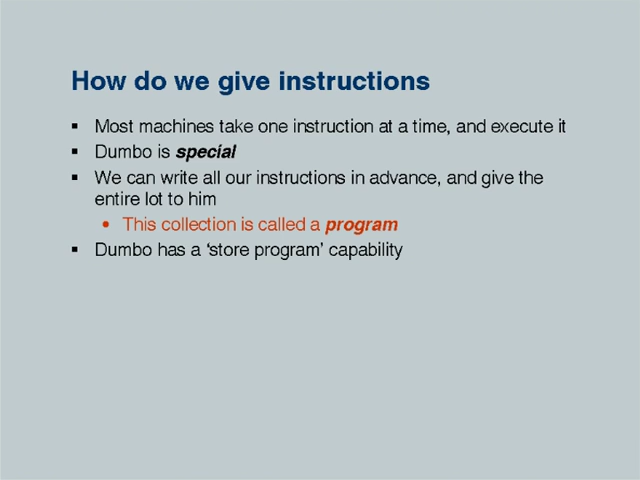 How do we give instructions
▪ Most machines take one instruction at a time, and execute it
▪ Dumbo is special
▪ We can write all our instructions in advance, and give the
entire lot to him
• This collection is called a program
▪ Dumbo has a ‘store program’ capability